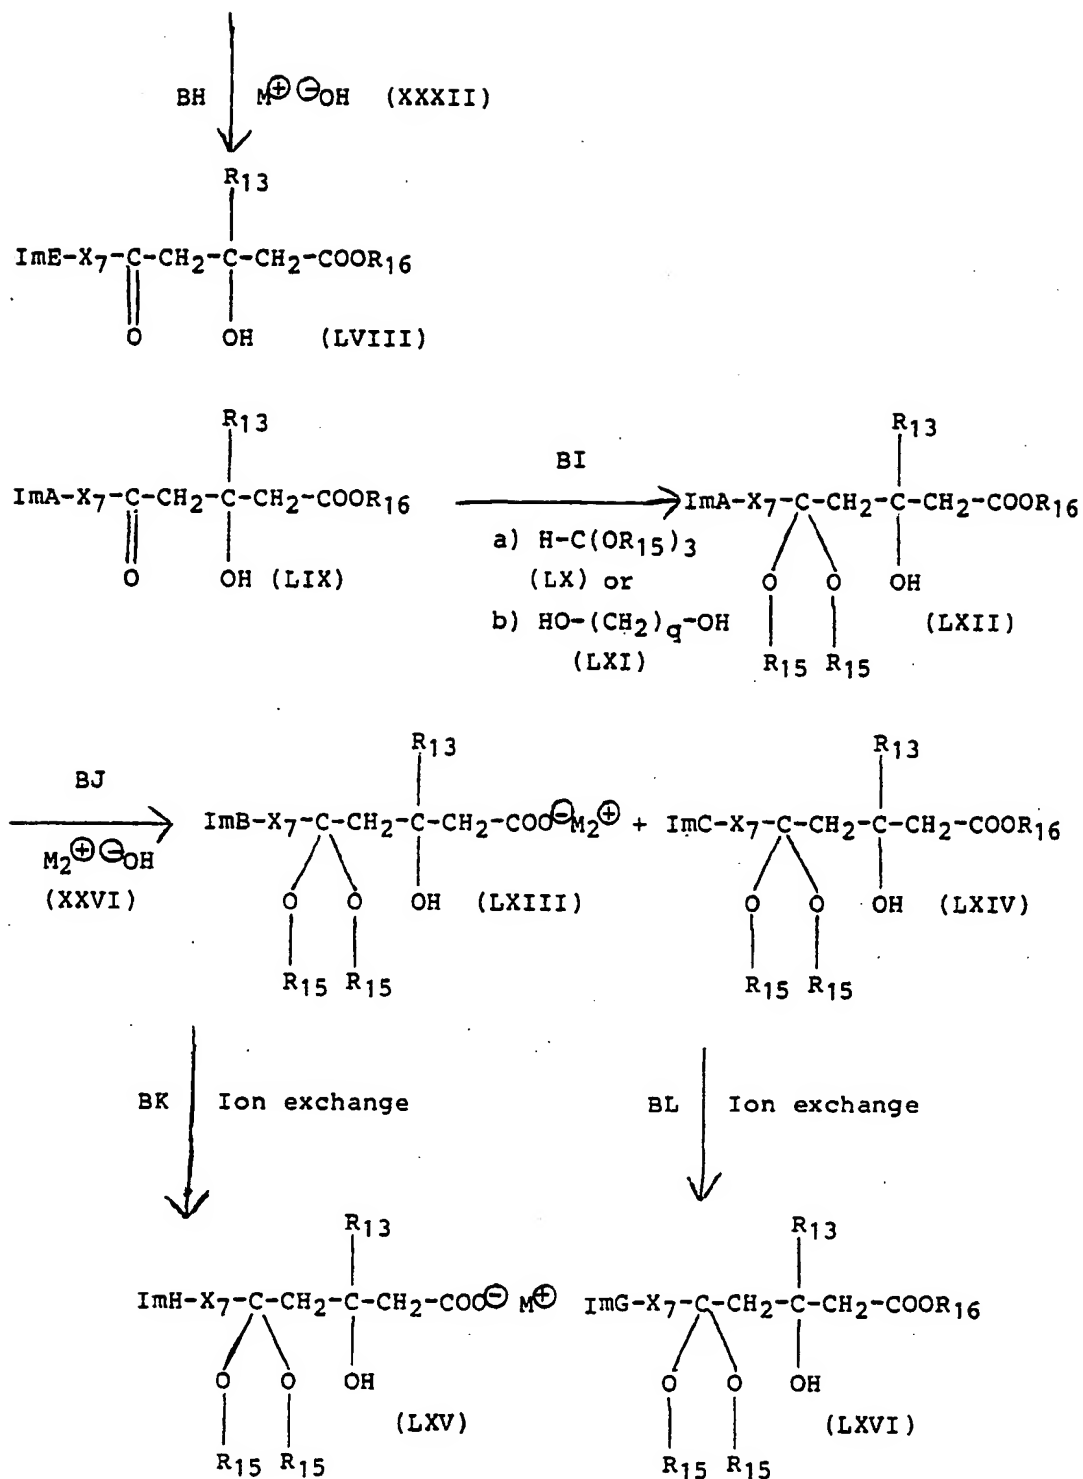 BH M⊕ ⊖OH (XXXII)
R13
ImE-X7-C-CH2-C-CH2-COOR16
O OH (LVIII)
R13 R13
BI
ImA-X7-C-CH2-C-CH2-COOR16 ImA-X7-C-CH2-C-CH2-COOR16
a) H-C(OR15)3
O OH (LIX) (LX) or O O OH
b) HO-(CH2)q-OH (LXII)
(LXI) R15 R15
R13 R13
BJ
ImB-X7-C-CH2-C-CH2-COO⊖M2⊕ + ImC-X7-C-CH2-C-CH2-COOR16
M2⊕ ⊖OH
(XXVI) O O OH (LXIII) O O OH (LXIV)
R15 R15 R15 R15
BK Ion exchange BL Ion exchange
R13 R13
ImH-X7-C-CH2-C-CH2-COO⊖ M⊕ ImG-X7-C-CH2-C-CH2-COOR16
O O OH O O OH
(LXV) (LXVI)
R15 R15 R15 R15